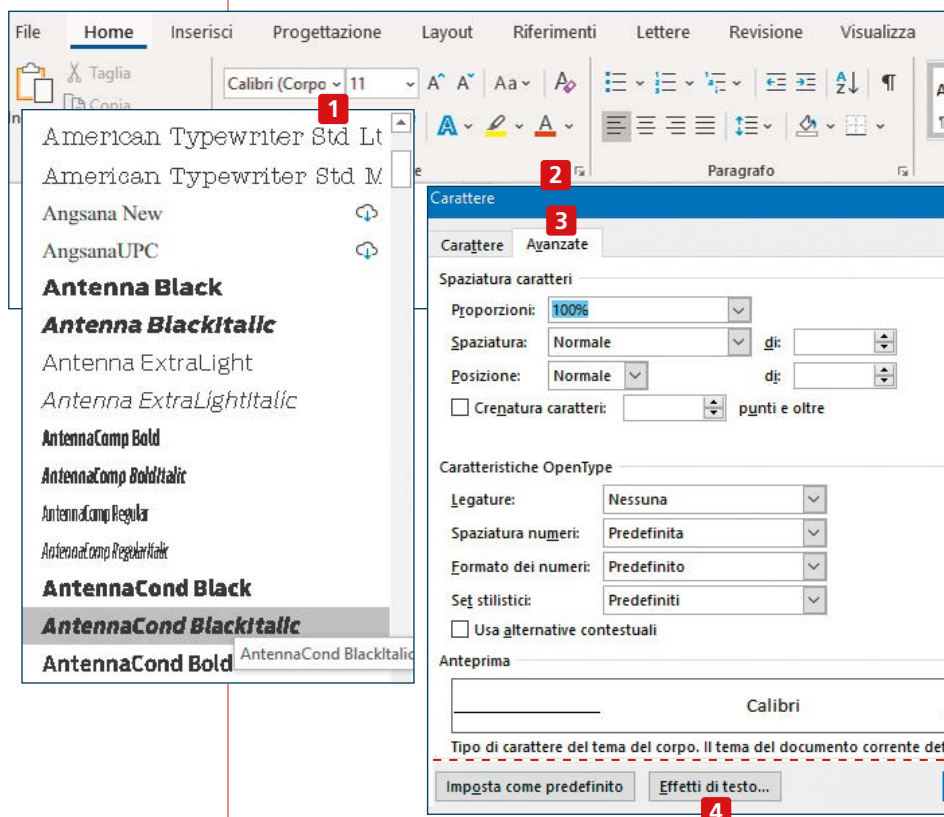 File Home Inserisci Progettazione Layout Riferimenti Lettere Revisione Visualizza
Taglia
Copia
Calibri (Corpo 11
Aa
1
American Typewriter Std Lt
American Typewriter Std M
Angsana New
AngsanaUPC
Antenna Black
Antenna BlackItalic
Antenna ExtraLight
Antenna ExtraLightItalic
AntennaComp Bold
AntennaComp BoldItalic
AntennaComp Regular
AntennaComp RegularItalic
AntennaCond Black
AntennaCond BlackItalic
AntennaCond Bold
AntennaCond BlackItalic
2
Paragrafo
Carattere
3
Carattere Avanzate
Spaziatura caratteri
Proporzioni: 100%
Spaziatura: Normale di:
Posizione: Normale di:
Crenatura caratteri: punti e oltre
Caratteristiche OpenType
Legature: Nessuna
Spaziatura numeri: Predefinita
Formato dei numeri: Predefinito
Set stilistici: Predefiniti
Usa alternative contestuali
Anteprima
Calibri
Tipo di carattere del tema del corpo. Il tema del documento corrente def
Imposta come predefinito Effetti di testo...
4